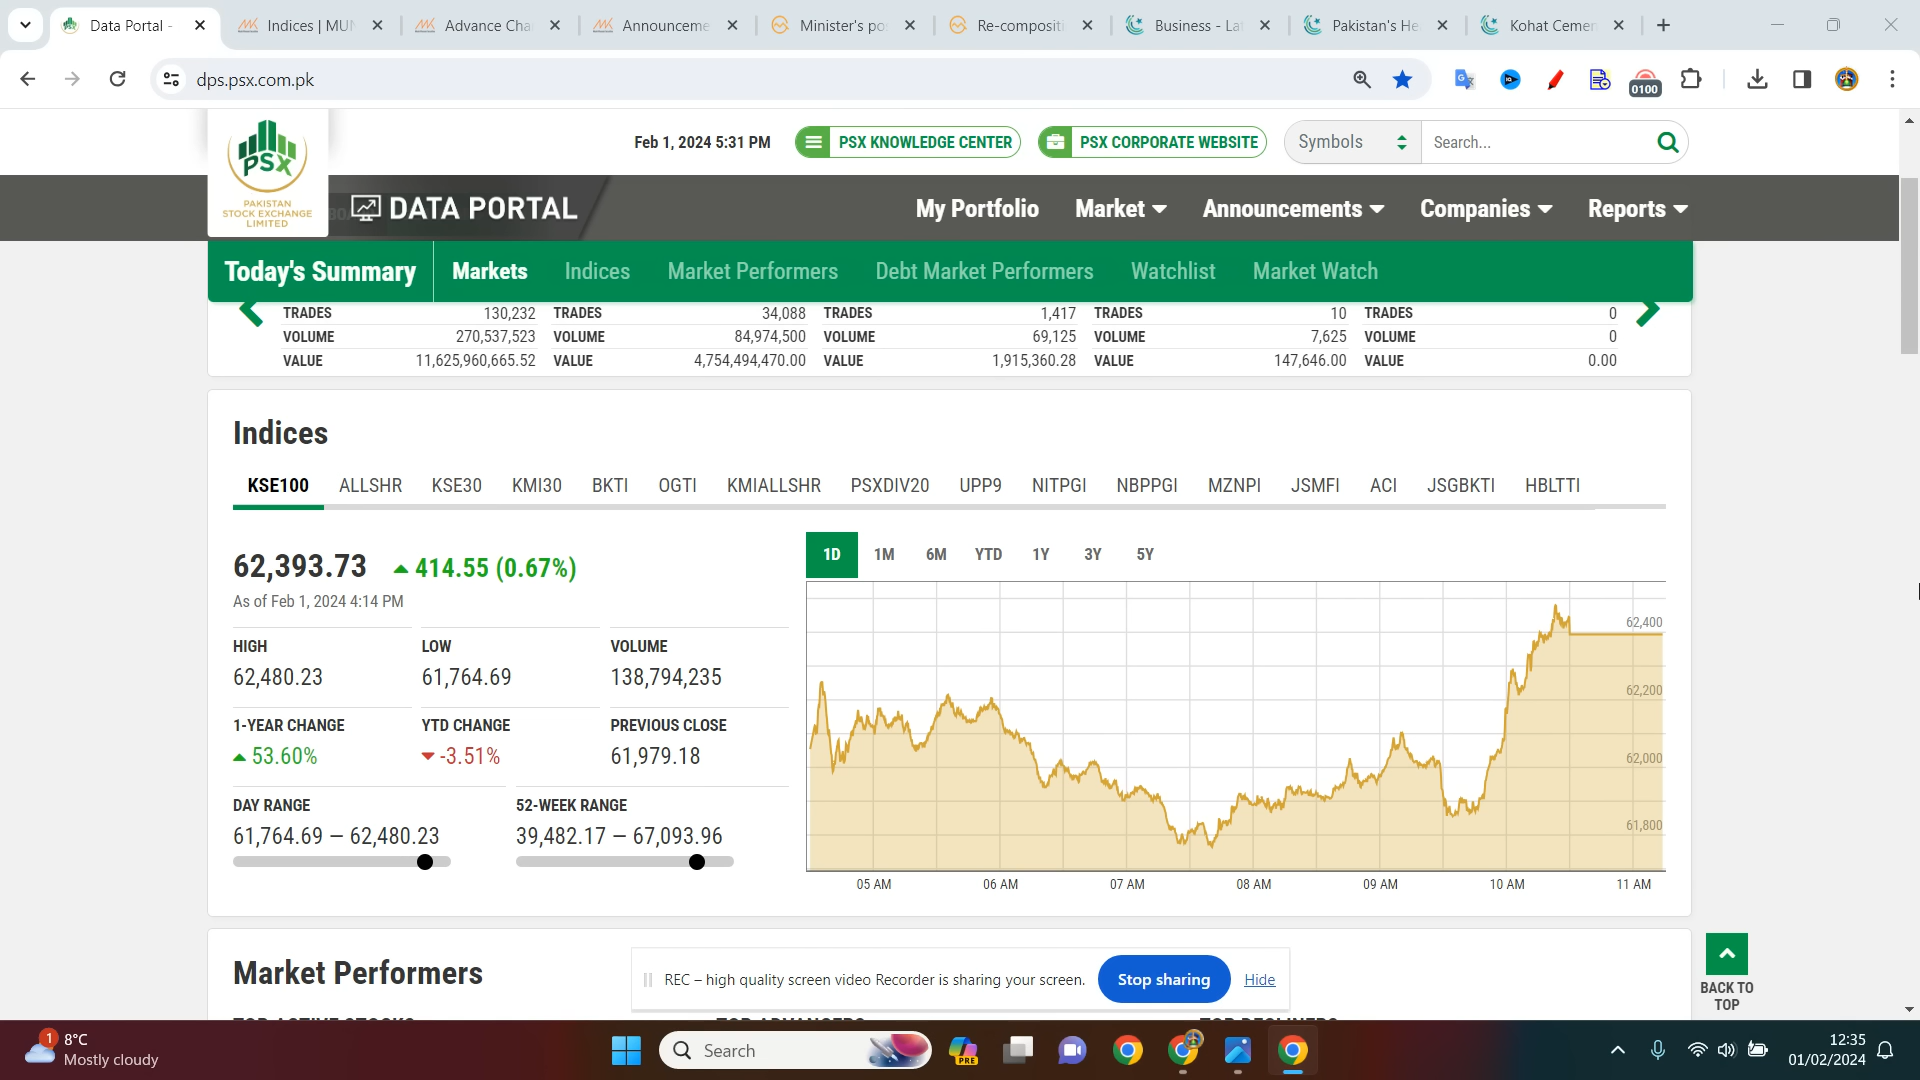 Data Portal -
Indices | MUN
Advance Cha
Announceme
Minister's po
Re-compositi
Business - Lat
Pakistan's He
Kohat Cemen
dps.psx.com.pk
0100
PSX
PAKISTAN
STOCK EXCHANGE
LIMITED
Feb 1, 2024 5:31 PM
PSX KNOWLEDGE CENTER
PSX CORPORATE WEBSITE
Symbols
Search...
DATA PORTAL
My Portfolio
Market
Announcements
Companies
Reports
Today's Summary
Markets
Indices
Market Performers
Debt Market Performers
Watchlist
Market Watch
TRADES 130,232 TRADES 34,088 TRADES 1,417 TRADES 10 TRADES 0
VOLUME 270,537,523 VOLUME 84,974,500 VOLUME 69,125 VOLUME 7,625 VOLUME 0
VALUE 11,625,960,665.52 VALUE 4,754,494,470.00 VALUE 1,915,360.28 VALUE 147,646.00 VALUE 0.00
Indices
KSE100 ALLSHR KSE30 KMI30 BKTI OGTI KMIALLSHR PSXDIV20 UPP9 NITPGI NBPPGI MZNPI JSMFI ACI JSGBKTI HBLTTI
62,393.73 414.55 (0.67%)
As of Feb 1, 2024 4:14 PM
HIGH LOW VOLUME
62,480.23 61,764.69 138,794,235
1-YEAR CHANGE YTD CHANGE PREVIOUS CLOSE
53.60% -3.51% 61,979.18
DAY RANGE 52-WEEK RANGE
61,764.69 — 62,480.23 39,482.17 — 67,093.96
1D 1M 6M YTD 1Y 3Y 5Y
62,400
62,200
62,000
61,800
05 AM 06 AM 07 AM 08 AM 09 AM 10 AM 11 AM
Market Performers
REC – high quality screen video Recorder is sharing your screen.
Stop sharing
Hide
BACK TO
TOP
TOP ACTIVE STOCKS TOP ADVANCERS TOP DECLINERS
1
8°C
Mostly cloudy
Search
PRE
12:35
01/02/2024